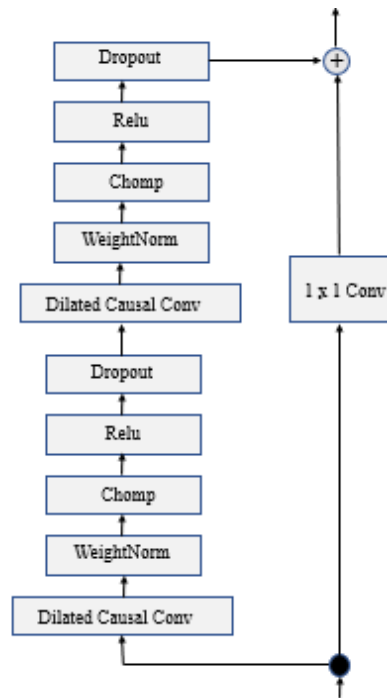 Dropout
+
Relu
Chomp
WeightNorm
1 x 1 Conv
Dilated Causal Conv
Dropout
Relu
Chomp
WeightNorm
Dilated Causal Conv